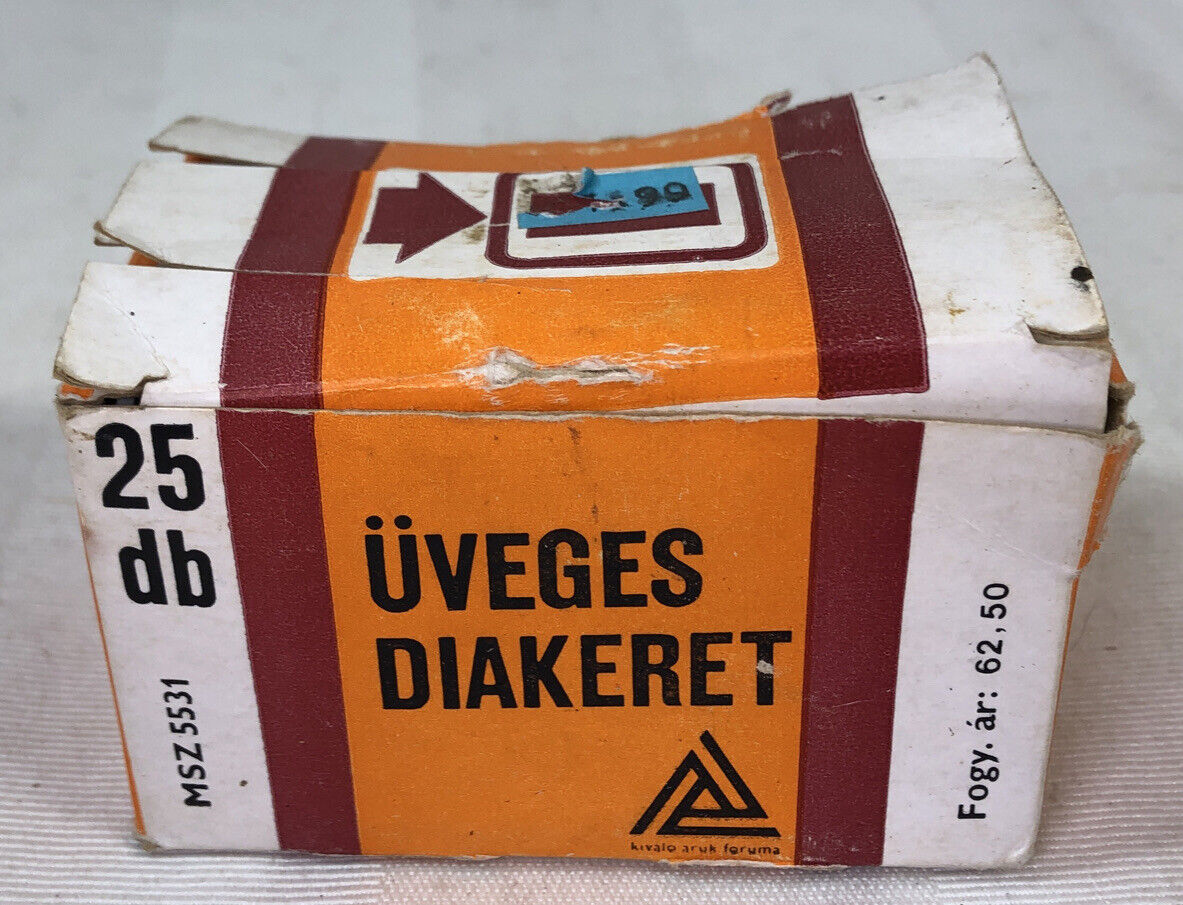 25
db
MSZ 5531
ÜVEGES
DIAKERET
kiváló áruk fóruma
Fogy. ár: 62,50